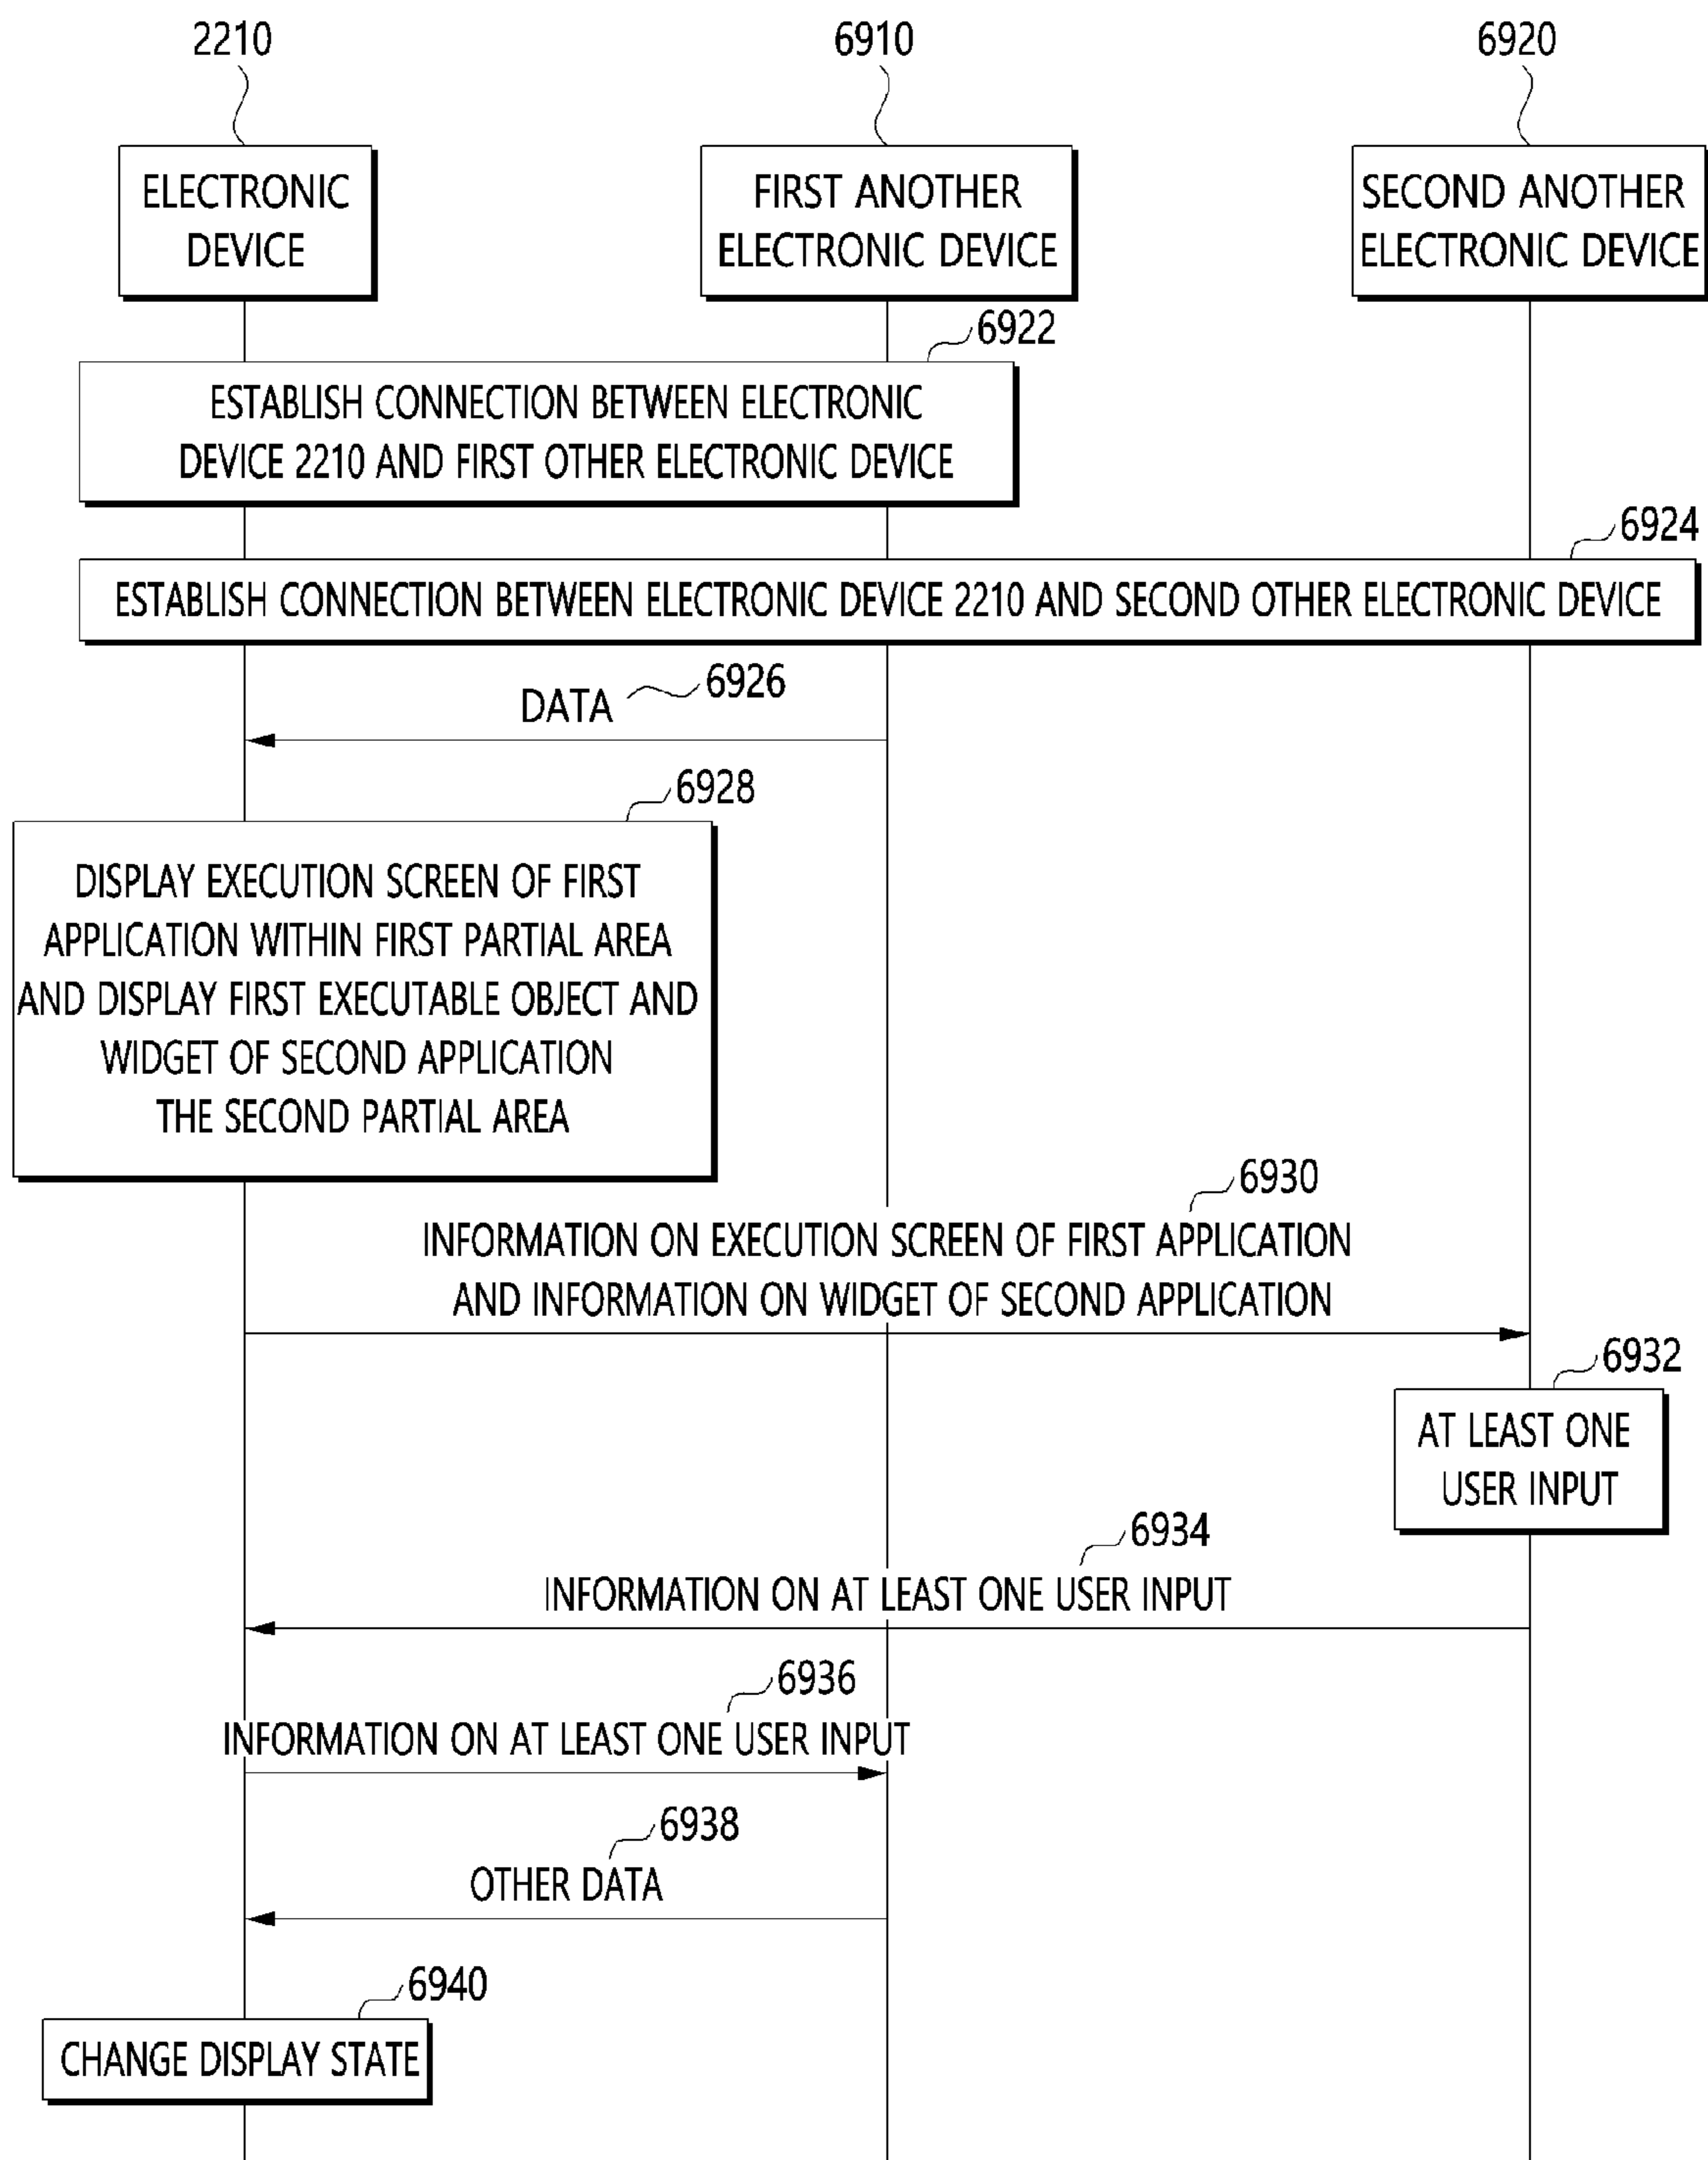 2210
6910
6920
ELECTRONIC
DEVICE
FIRST ANOTHER
ELECTRONIC DEVICE
SECOND ANOTHER
ELECTRONIC DEVICE
6922
ESTABLISH CONNECTION BETWEEN ELECTRONIC
DEVICE 2210 AND FIRST OTHER ELECTRONIC DEVICE
6924
ESTABLISH CONNECTION BETWEEN ELECTRONIC DEVICE 2210 AND SECOND OTHER ELECTRONIC DEVICE
6926
DATA
6928
DISPLAY EXECUTION SCREEN OF FIRST
APPLICATION WITHIN FIRST PARTIAL AREA
AND DISPLAY FIRST EXECUTABLE OBJECT AND
WIDGET OF SECOND APPLICATION
THE SECOND PARTIAL AREA
6930
INFORMATION ON EXECUTION SCREEN OF FIRST APPLICATION
AND INFORMATION ON WIDGET OF SECOND APPLICATION
6932
AT LEAST ONE
USER INPUT
6934
INFORMATION ON AT LEAST ONE USER INPUT
6936
INFORMATION ON AT LEAST ONE USER INPUT
6938
OTHER DATA
6940
CHANGE DISPLAY STATE